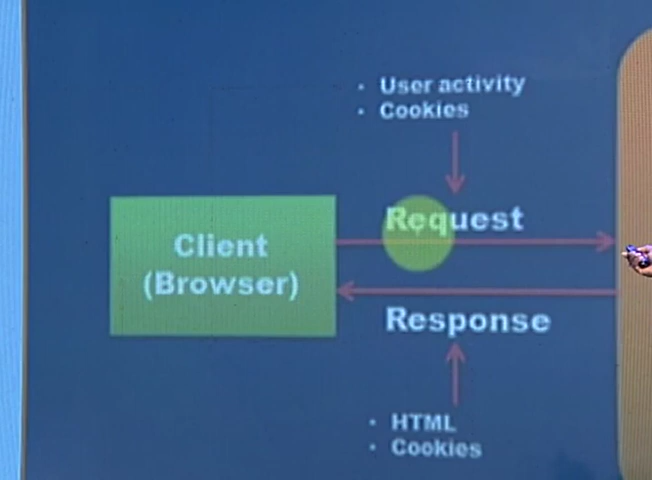 • User activity
• Cookies
Request
Client
(Browser)
Response
• HTML
• Cookies